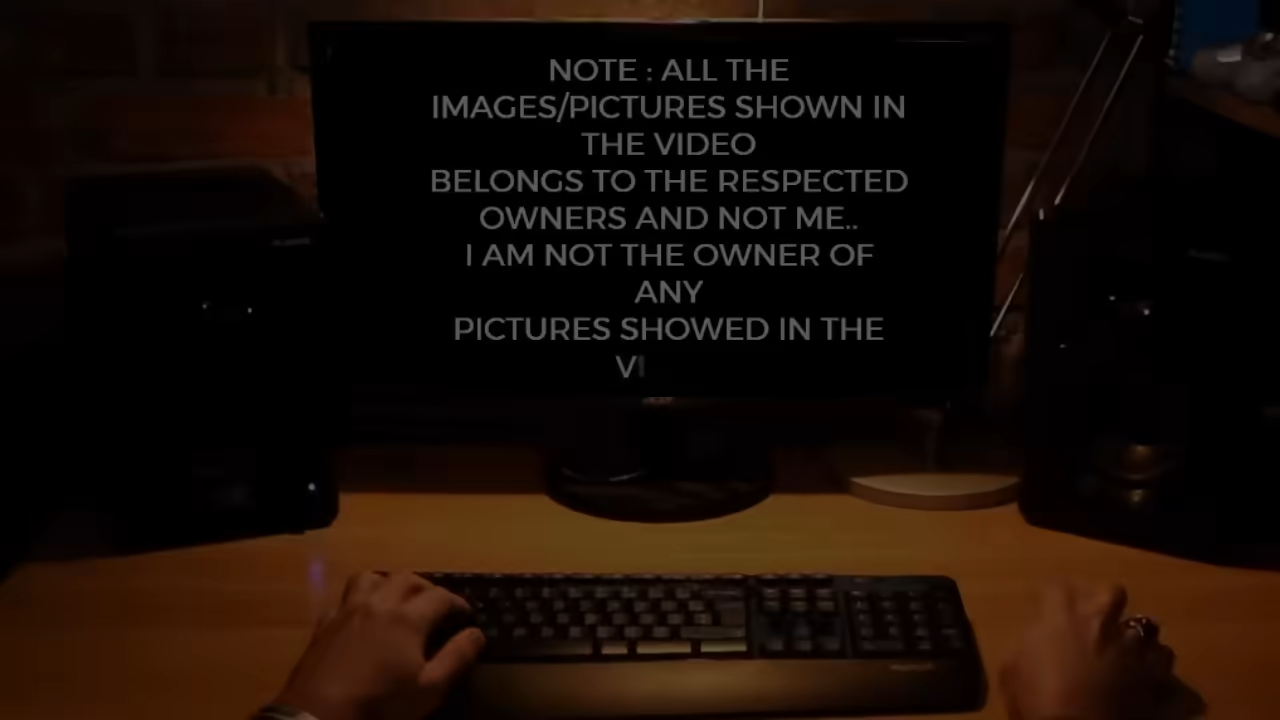 NOTE : ALL THE
IMAGES/PICTURES SHOWN IN
THE VIDEO
BELONGS TO THE RESPECTED
OWNERS AND NOT ME..
I AM NOT THE OWNER OF
ANY
PICTURES SHOWED IN THE
VI